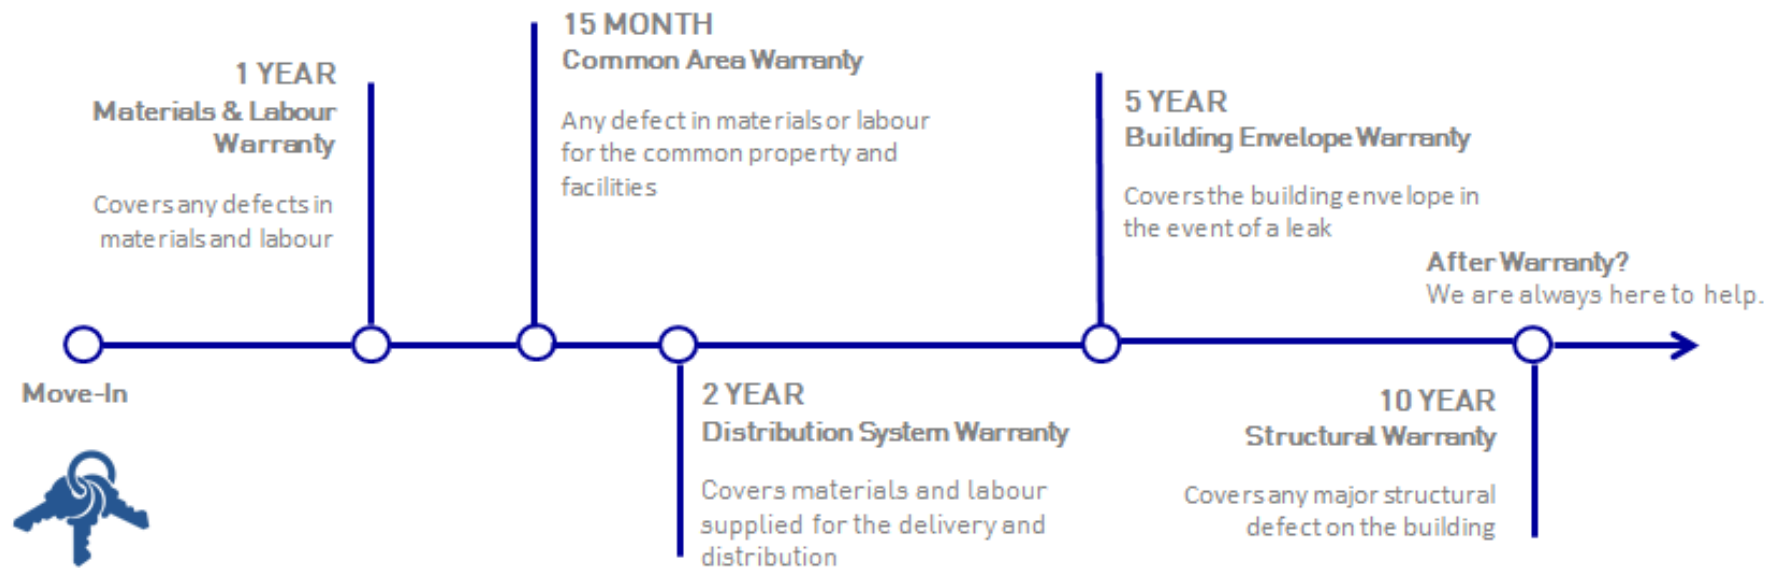 1 YEAR
Materials & Labour
Warranty
Covers any defects in
materials and labour
15 MONTH
Common Area Warranty
Any defect in materials or labour
for the common property and
facilities
5 YEAR
Building Envelope Warranty
Covers the building envelope in
the event of a leak
After Warranty?
We are always here to help.
Move-In
2 YEAR
Distribution System Warranty
Covers materials and labour
supplied for the delivery and
distribution
10 YEAR
Structural Warranty
Covers any major structural
defect on the building